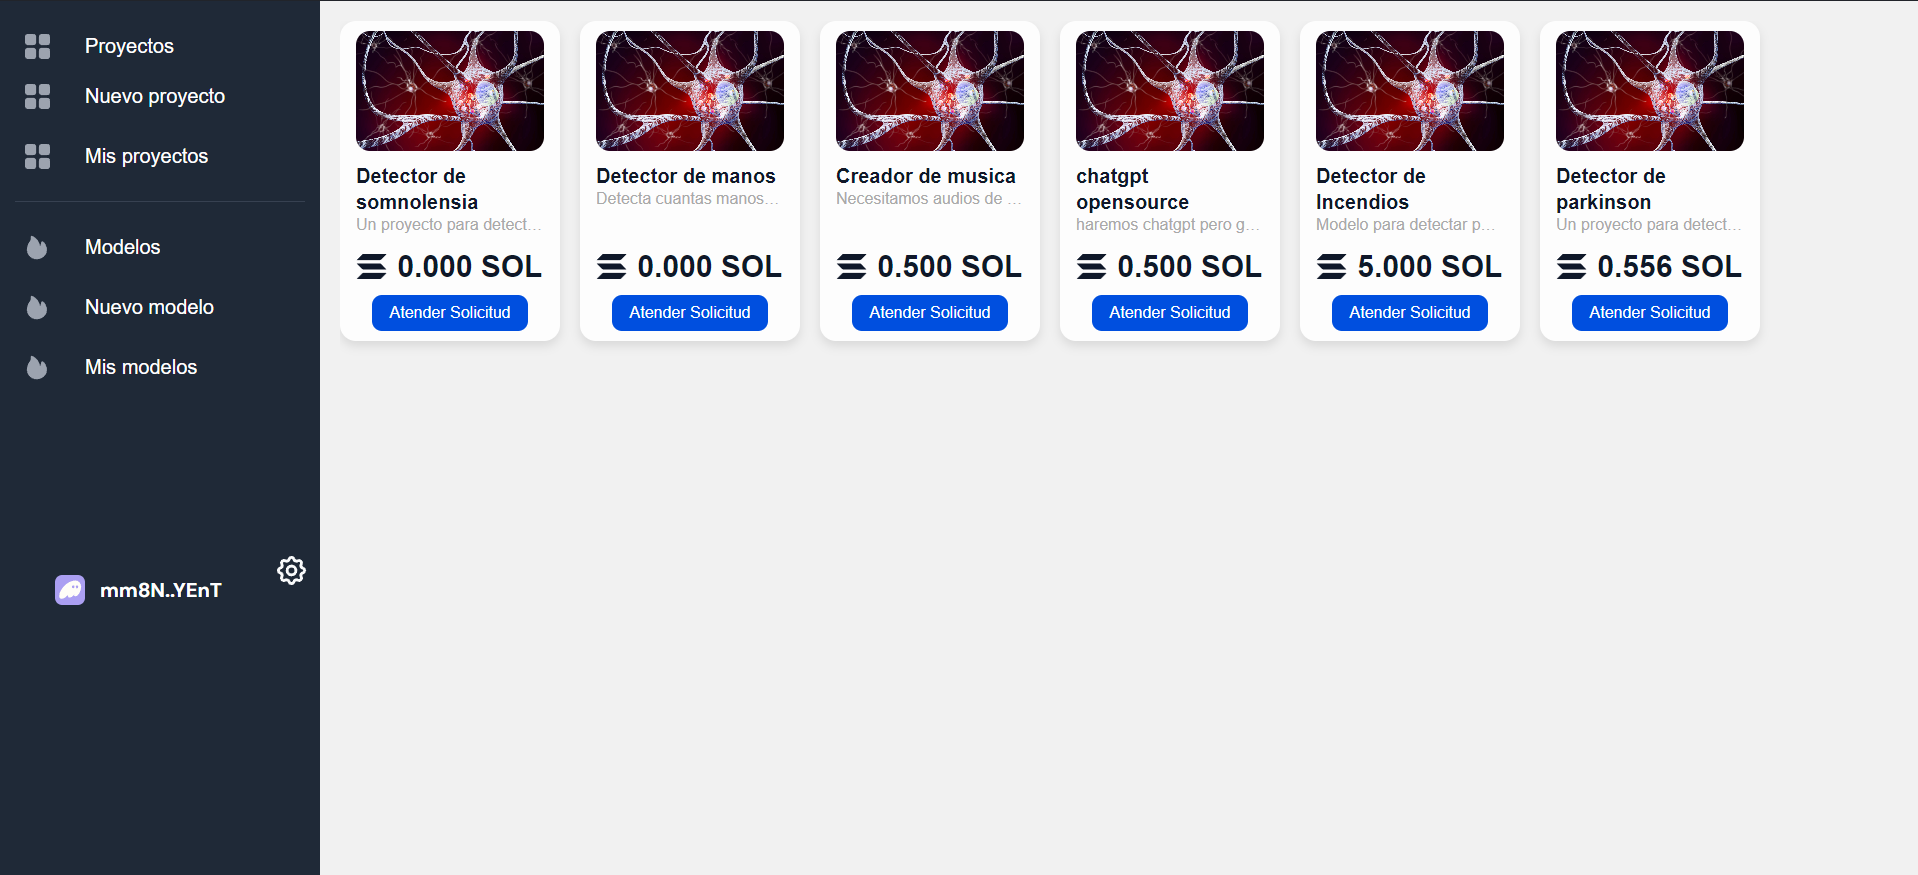 Proyectos
Nuevo proyecto
Mis proyectos
Modelos
Nuevo modelo
Mis modelos
mm8N..YEnT
Detector de
somnolensia
Un proyecto para detect...
0.000 SOL
Atender Solicitud
Detector de manos
Detecta cuantas manos...
0.000 SOL
Atender Solicitud
Creador de musica
Necesitamos audios de ...
0.500 SOL
Atender Solicitud
chatgpt
opensource
haremos chatgpt pero g...
0.500 SOL
Atender Solicitud
Detector de
Incendios
Modelo para detectar p...
5.000 SOL
Atender Solicitud
Detector de
parkinson
Un proyecto para detect...
0.556 SOL
Atender Solicitud